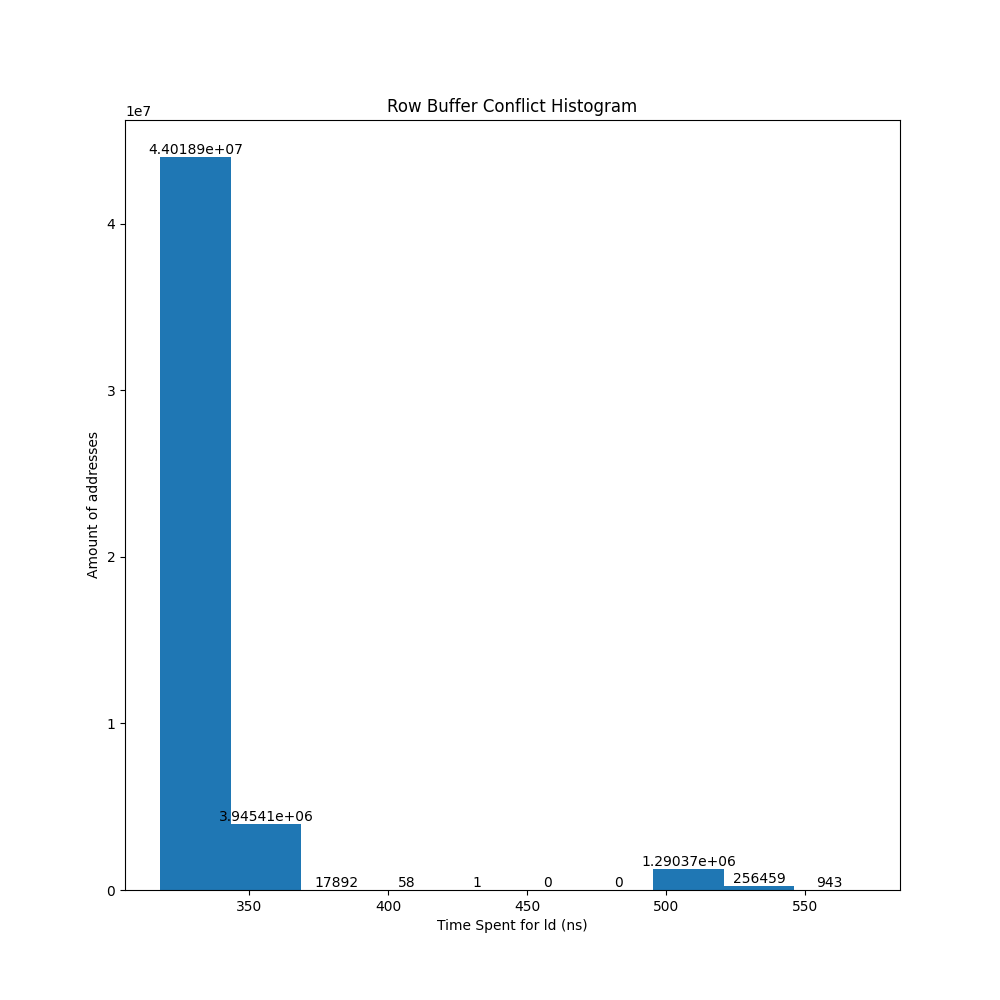 Row Buffer Conflict Histogram
1e7
4.40189e+07
4
3
Amount of addresses
2
1
3.94541e+06
1.29037e+06
17892
58
1
0
0
256459
943
0
350
400
450
500
550
Time Spent for ld (ns)